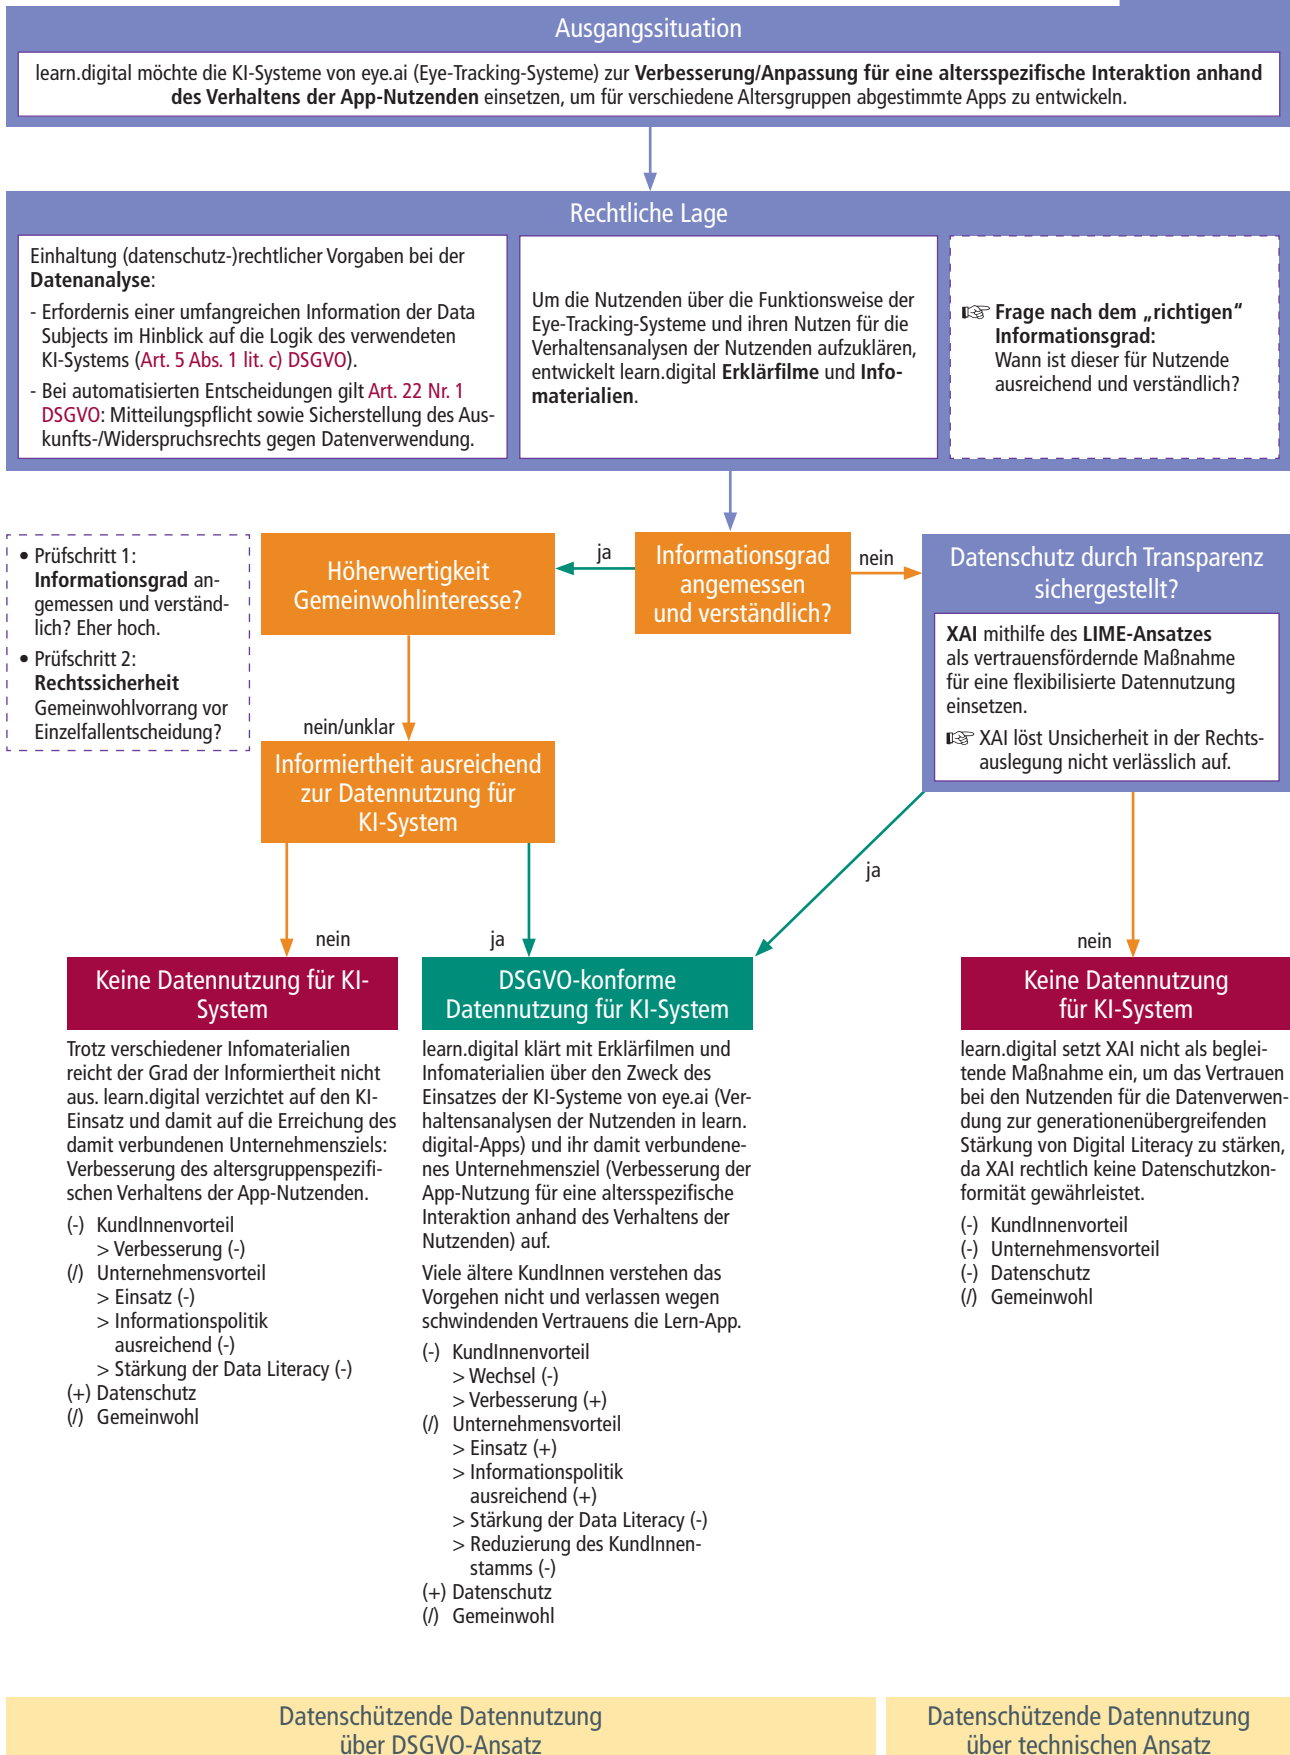 Ausgangssituation
learn.digital möchte die KI-Systeme von eye.ai (Eye-Tracking-Systeme) zur Verbesserung/Anpassung für eine altersspezifische Interaktion anhand
des Verhaltens der App-Nutzenden einsetzen, um für verschiedene Altersgruppen abgestimmte Apps zu entwickeln.
Rechtliche Lage
Einhaltung (datenschutz-)rechtlicher Vorgaben bei der
Datenanalyse:
- Erfordernis einer umfangreichen Information der Data
Subjects im Hinblick auf die Logik des verwendeten
KI-Systems (Art. 5 Abs. 1 lit. c) DSGVO).
- Bei automatisierten Entscheidungen gilt Art. 22 Nr. 1
DSGVO: Mitteilungspflicht sowie Sicherstellung des Aus-
kunfts-/Widerspruchsrechts gegen Datenverwendung.
Um die Nutzenden über die Funktionsweise der
Eye-Tracking-Systeme und ihren Nutzen für die
Verhaltensanalysen der Nutzenden aufzuklären,
entwickelt learn.digital Erklärfilme und Info-
materialien.
☞ Frage nach dem „richtigen“
Informationsgrad:
Wann ist dieser für Nutzende
ausreichend und verständlich?
• Prüfschritt 1:
Informationsgrad an-
gemessen und verständ-
lich? Eher hoch.
• Prüfschritt 2:
Rechtssicherheit
Gemeinwohlvorrang vor
Einzelfallentscheidung?
Höherwertigkeit
Gemeinwohlinteresse?
ja
Informationsgrad
angemessen
und verständlich?
nein
Datenschutz durch Transparenz
sichergestellt?
XAI mithilfe des LIME-Ansatzes
als vertrauensfördernde Maßnahme
für eine flexibilisierte Datennutzung
einsetzen.
☞ XAI löst Unsicherheit in der Rechts-
auslegung nicht verlässlich auf.
nein/unklar
Informiertheit ausreichend
zur Datennutzung für
KI-System
ja
nein
ja
nein
Keine Datennutzung für KI-
System
Trotz verschiedener Infomaterialien
reicht der Grad der Informiertheit nicht
aus. learn.digital verzichtet auf den KI-
Einsatz und damit auf die Erreichung des
damit verbundenen Unternehmensziels:
Verbesserung des altersgruppenspezifi-
schen Verhaltens der App-Nutzenden.
(-) KundInnenvorteil
> Verbesserung (-)
(/) Unternehmensvorteil
> Einsatz (-)
> Informationspolitik
ausreichend (-)
> Stärkung der Data Literacy (-)
(+) Datenschutz
(/) Gemeinwohl
DSGVO-konforme
Datennutzung für KI-System
learn.digital klärt mit Erklärfilmen und
Infomaterialien über den Zweck des
Einsatzes der KI-Systeme von eye.ai (Ver-
haltensanalysen der Nutzenden in learn.
digital-Apps) und ihr damit verbundene-
nes Unternehmensziel (Verbesserung der
App-Nutzung für eine altersspezifische
Interaktion anhand des Verhaltens der
Nutzenden) auf.
Viele ältere KundInnen verstehen das
Vorgehen nicht und verlassen wegen
schwindenden Vertrauens die Lern-App.
(-) KundInnenvorteil
> Wechsel (-)
> Verbesserung (+)
(/) Unternehmensvorteil
> Einsatz (+)
> Informationspolitik
ausreichend (+)
> Stärkung der Data Literacy (-)
> Reduzierung des KundInnen-
stamms (-)
(+) Datenschutz
(/) Gemeinwohl
Keine Datennutzung
für KI-System
learn.digital setzt XAI nicht als beglei-
tende Maßnahme ein, um das Vertrauen
bei den Nutzenden für die Datenverwen-
dung zur generationenübergreifenden
Stärkung von Digital Literacy zu stärken,
da XAI rechtlich keine Datenschutzkon-
formität gewährleistet.
(-) KundInnenvorteil
(-) Unternehmensvorteil
(-) Datenschutz
(/) Gemeinwohl
Datenschützende Datennutzung
über DSGVO-Ansatz
Datenschützende Datennutzung
über technischen Ansatz